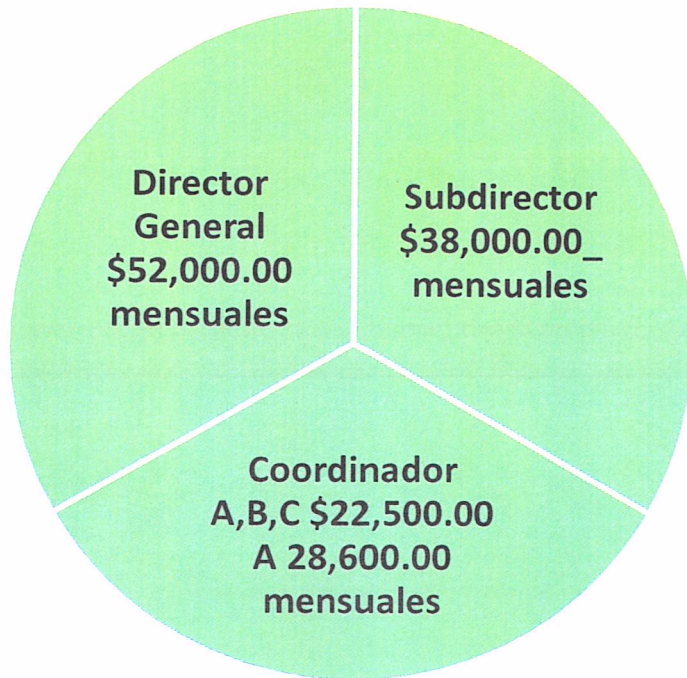 Director
General
$52,000.00
mensuales
Subdirector
$38,000.00_
mensuales
Coordinador
A,B,C $22,500.00
A 28,600.00
mensuales